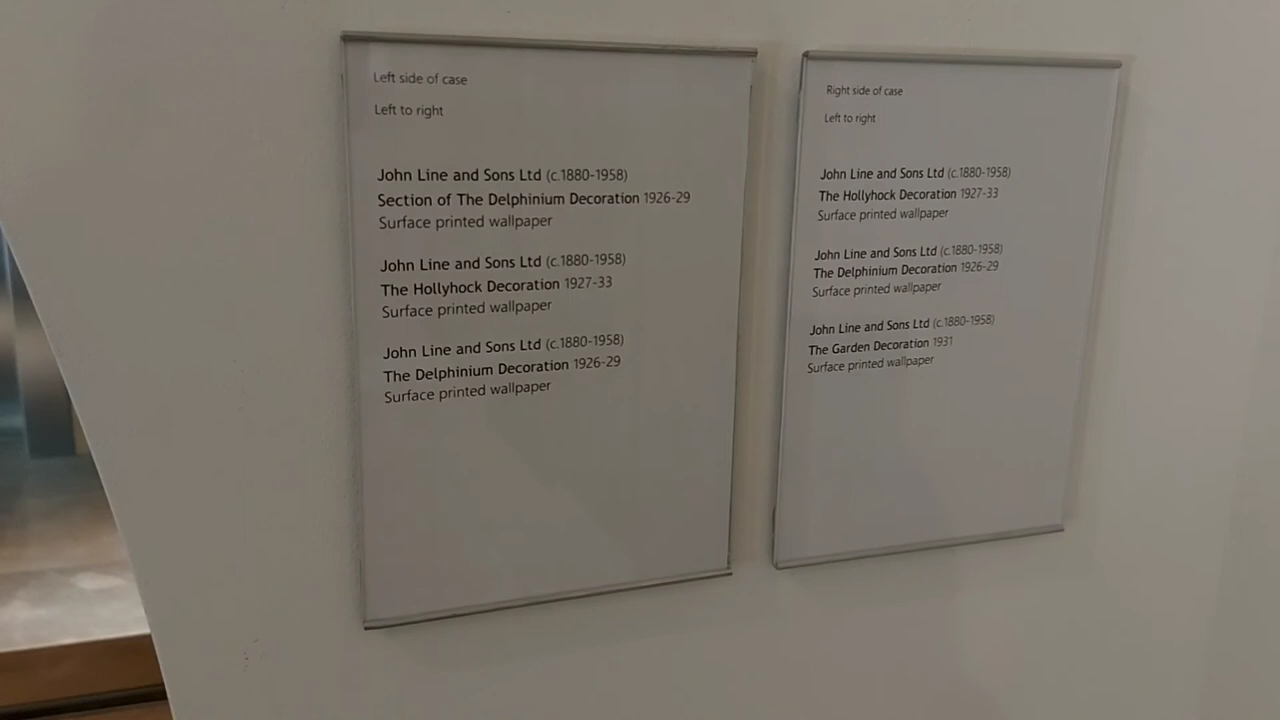 Left side of case
Left to right
John Line and Sons Ltd (c.1880-1958)
Section of The Delphinium Decoration 1926-29
Surface printed wallpaper
John Line and Sons Ltd (c.1880-1958)
The Hollyhock Decoration 1927-33
Surface printed wallpaper
John Line and Sons Ltd (c.1880-1958)
The Delphinium Decoration 1926-29
Surface printed wallpaper
Right side of case
Left to right
John Line and Sons Ltd (c.1880-1958)
The Hollyhock Decoration 1927-33
Surface printed wallpaper
John Line and Sons Ltd (c.1880-1958)
The Delphinium Decoration 1926-29
Surface printed wallpaper
John Line and Sons Ltd (c.1880-1958)
The Garden Decoration 1931
Surface printed wallpaper